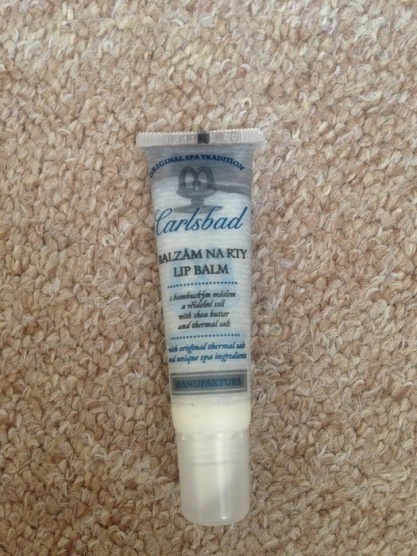 ORIGINAL SPA TRADITION
Carlsbad
BALZÁM NA RTY
LIP BALM
s bambuckým máslem
a vřídelní solí
with shea butter
and thermal salt
with original thermal salt
and unique spa ingredients
MANUFAKTURA